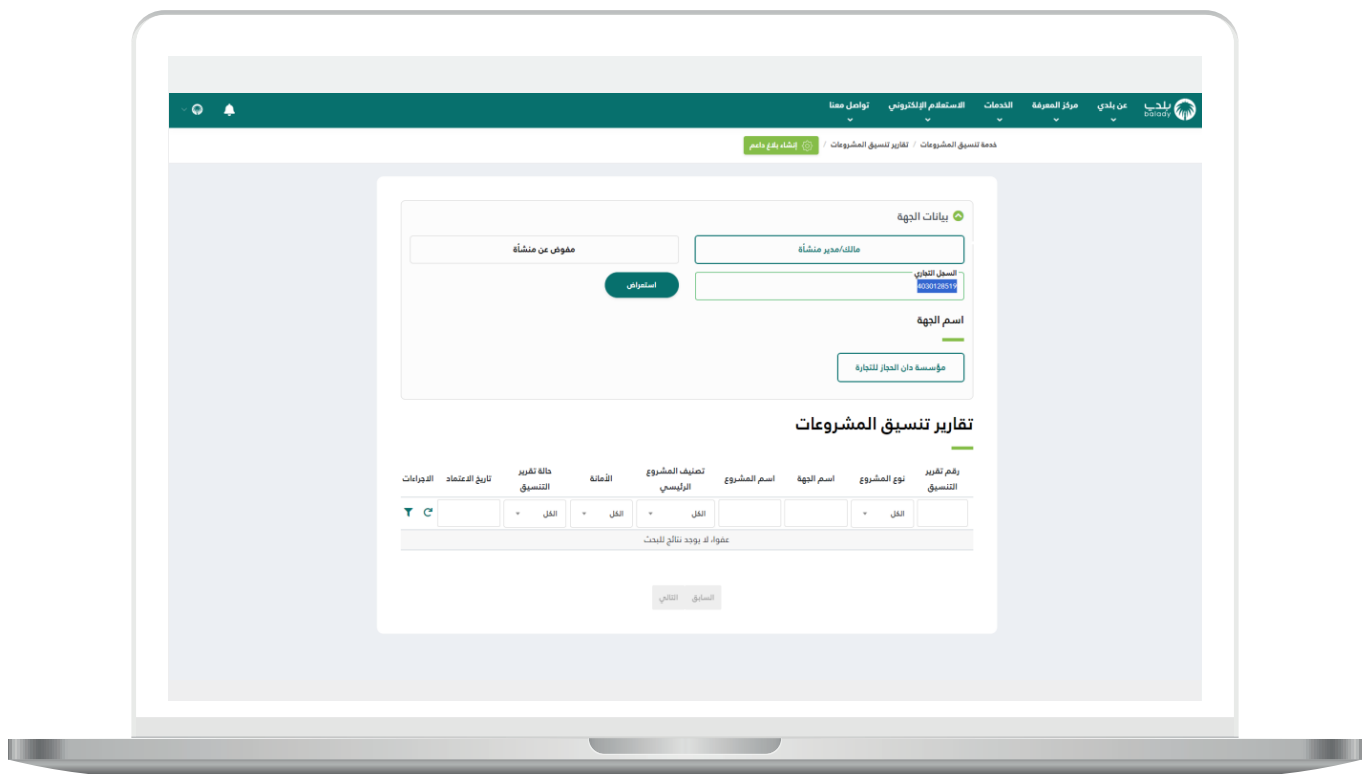 بلدي
balady
عن بلدي
مركز المعرفة
الخدمات
الاستعلام الإلكتروني
تواصل معنا
خدمة تنسيق المشروعات / تقارير تنسيق المشروعات / إنشاء بلاغ داعم
بيانات الجهة
مالك/مدير منشأة
مفوض عن منشأة
السجل التجاري
4030128519
استعراض
اسم الجهة
مؤسسة دان الحجاز للتجارة
تقارير تنسيق المشروعات
رقم تقرير التنسيق
نوع المشروع
اسم الجهة
اسم المشروع
تصنيف المشروع الرئيسي
الأمانة
حالة تقرير التنسيق
تاريخ الاعتماد
الاجراءات
الكل
الكل
الكل
الكل
عفوا، لا يوجد نتائج للبحث
السابق
التالي